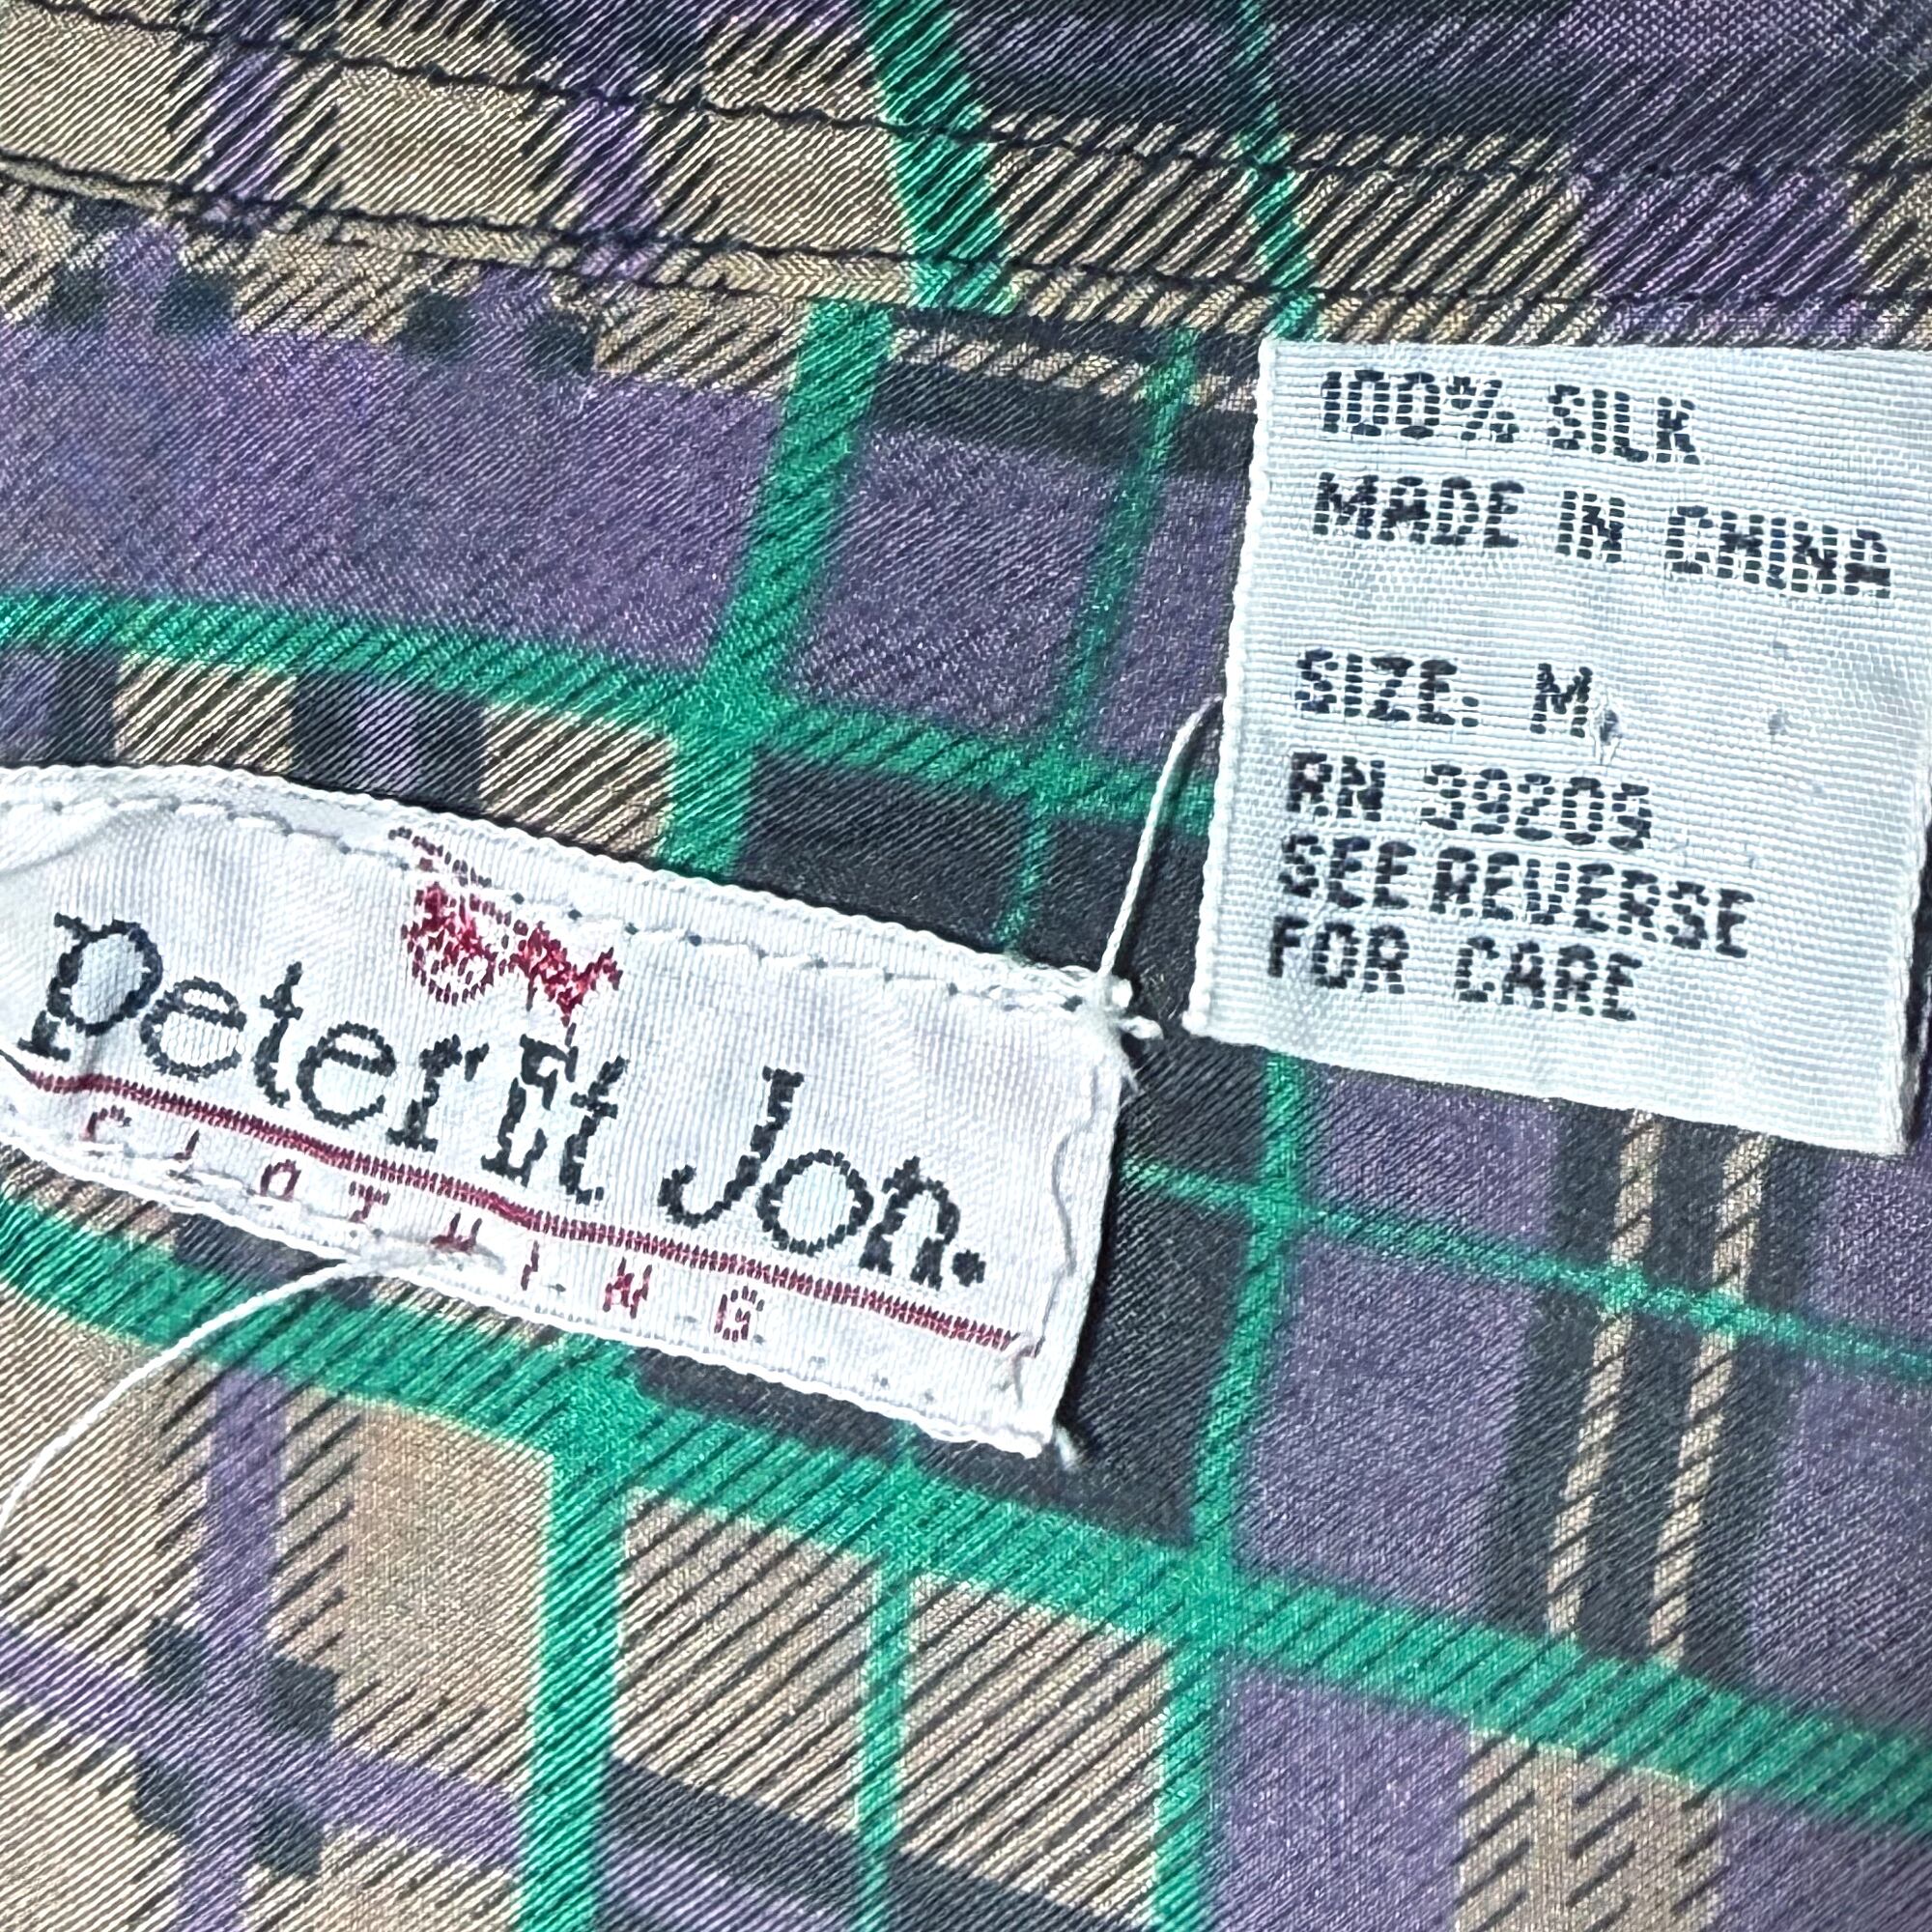 100% SILK
MADE IN CHINA
SIZE: M
RN 39209
SEE REVERSE
FOR CARE
Peter Et Jon.
CLOTHING